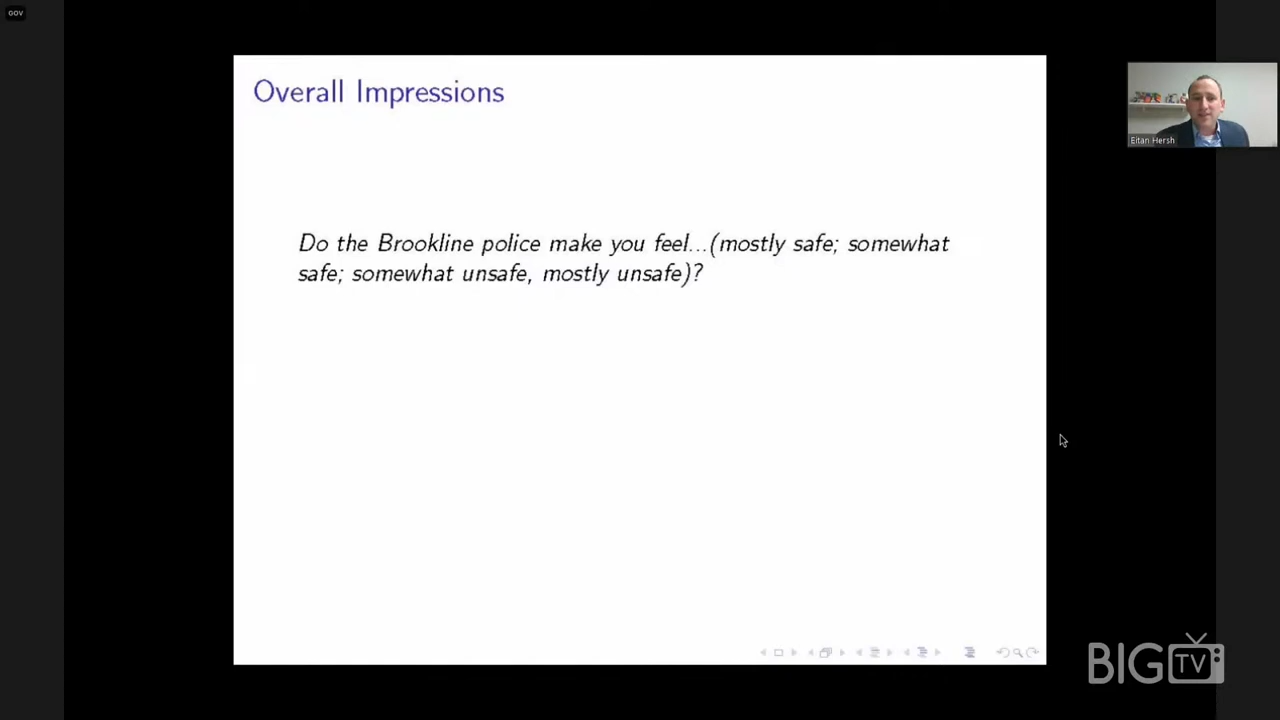 GOV
Overall Impressions
Eitan Hersh
Do the Brookline police make you feel...(mostly safe; somewhat
safe; somewhat unsafe, mostly unsafe)?
BIG TV